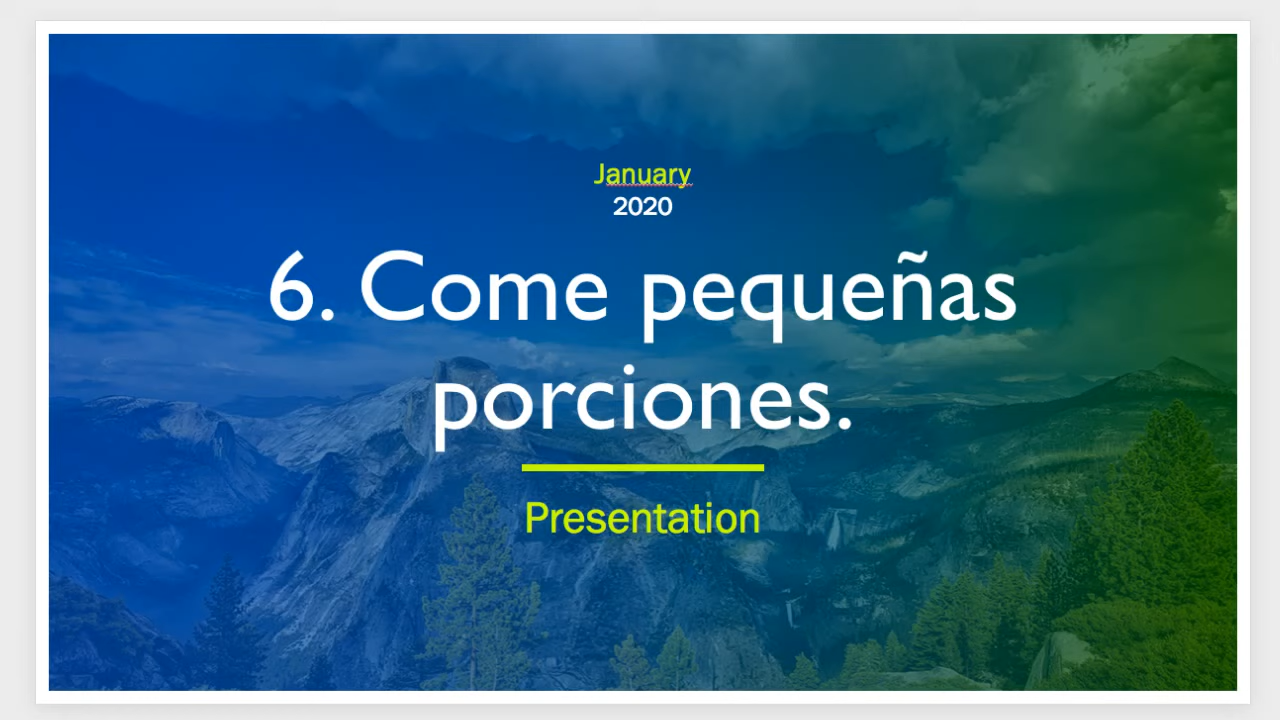 January
2020
6. Come pequeñas
porciones.
Presentation